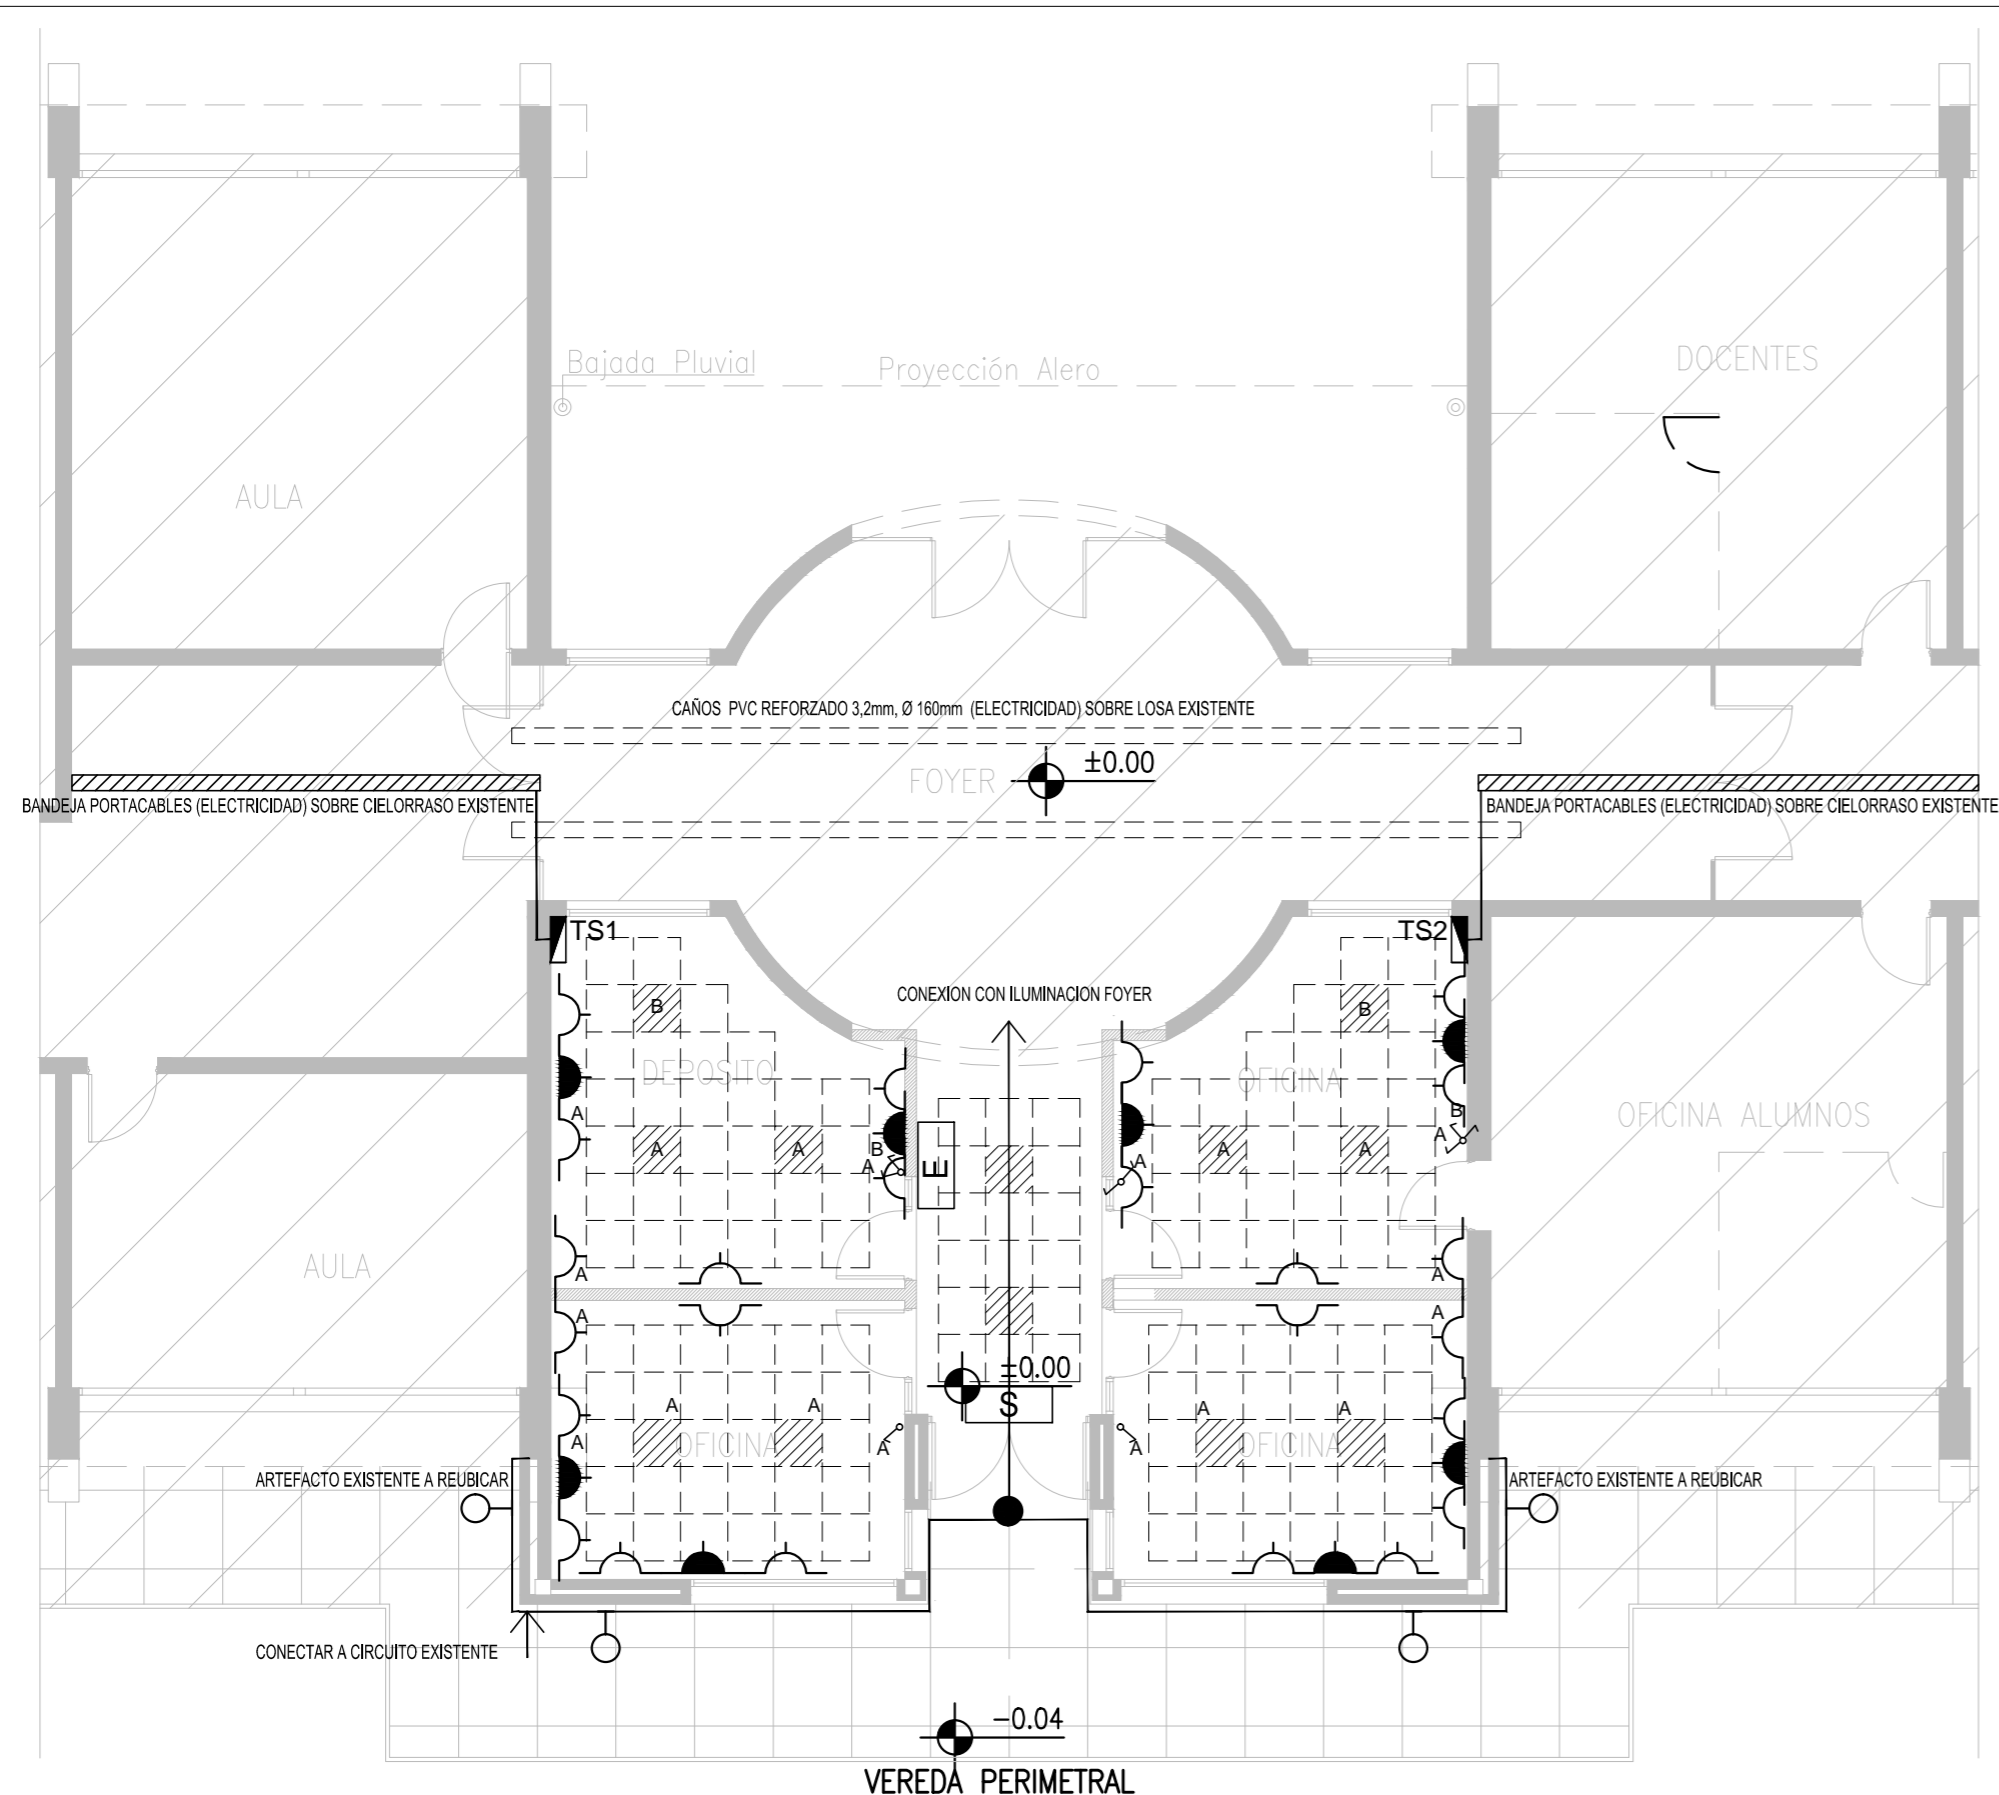 Bajada Pluvial
Proyección Alero
DOCENTES
AULA
CAÑOS PVC REFORZADO 3,2mm, Ø 160mm (ELECTRICIDAD) SOBRE LOSA EXISTENTE
FOYER
±0.00
BANDEJA PORTACABLES (ELECTRICIDAD) SOBRE CIELORRASO EXISTENTE
BANDEJA PORTACABLES (ELECTRICIDAD) SOBRE CIELORRASO EXISTENTE
TS1
TS2
CONEXION CON ILUMINACION FOYER
B
B
DEPOSITO
OFICINA
OFICINA ALUMNOS
A
B
A
A
A
B
A
E
A
A
A
AULA
A
A
A
A
±0.00
S
A
A
A
A
A
OFICINA
A
A
OFICINA
ARTEFACTO EXISTENTE A REUBICAR
ARTEFACTO EXISTENTE A REUBICAR
CONECTAR A CIRCUITO EXISTENTE
-0.04
VEREDA PERIMETRAL